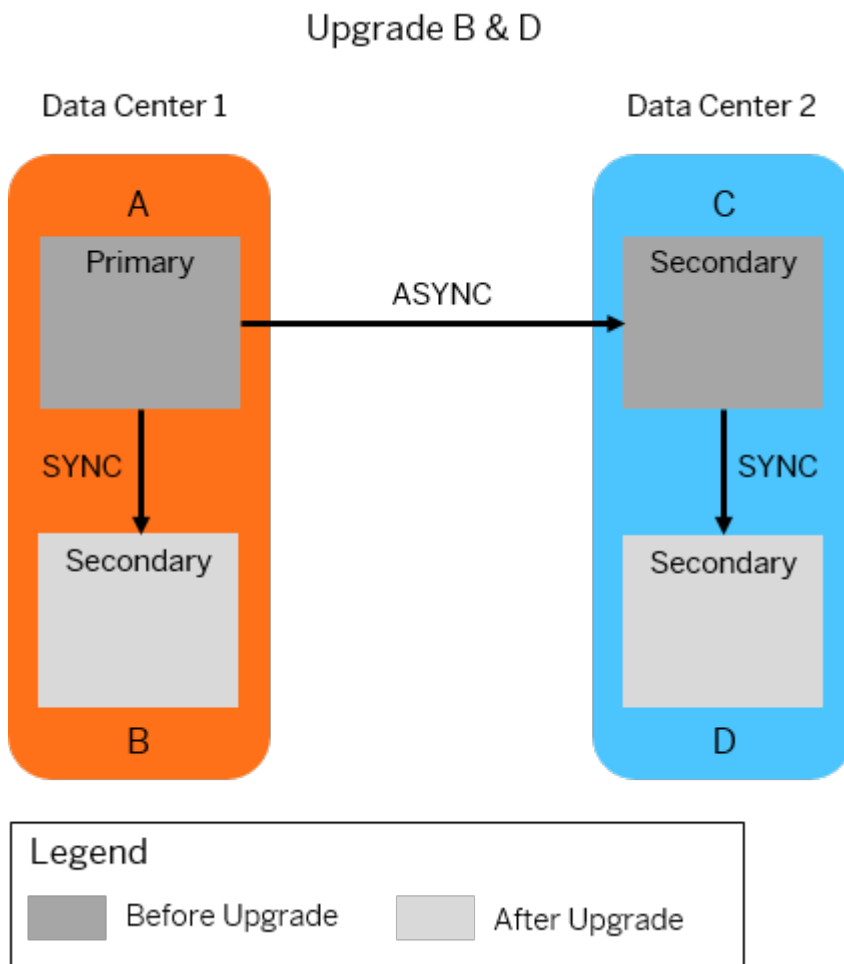 Upgrade B & D
Data Center 1
Data Center 2
A
C
Primary
Secondary
ASYNC
SYNC
SYNC
Secondary
Secondary
B
D
Legend
Before Upgrade
After Upgrade